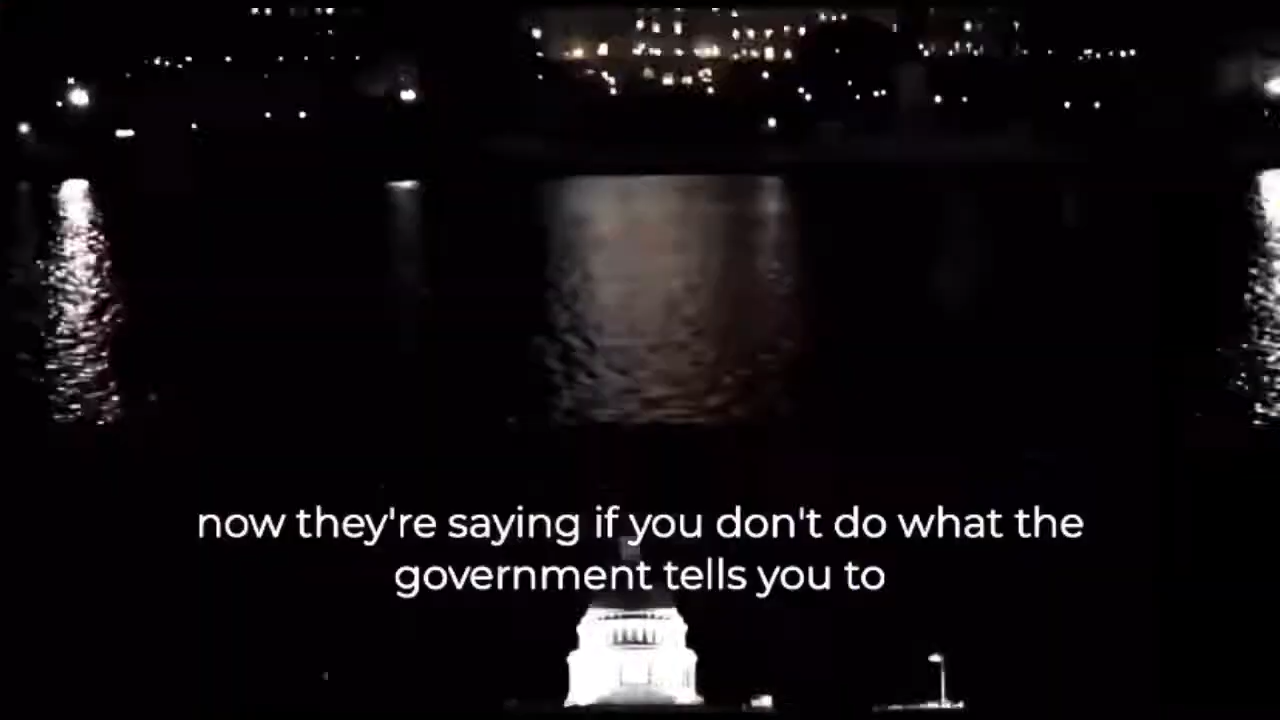 now they're saying if you don't do what the
government tells you to